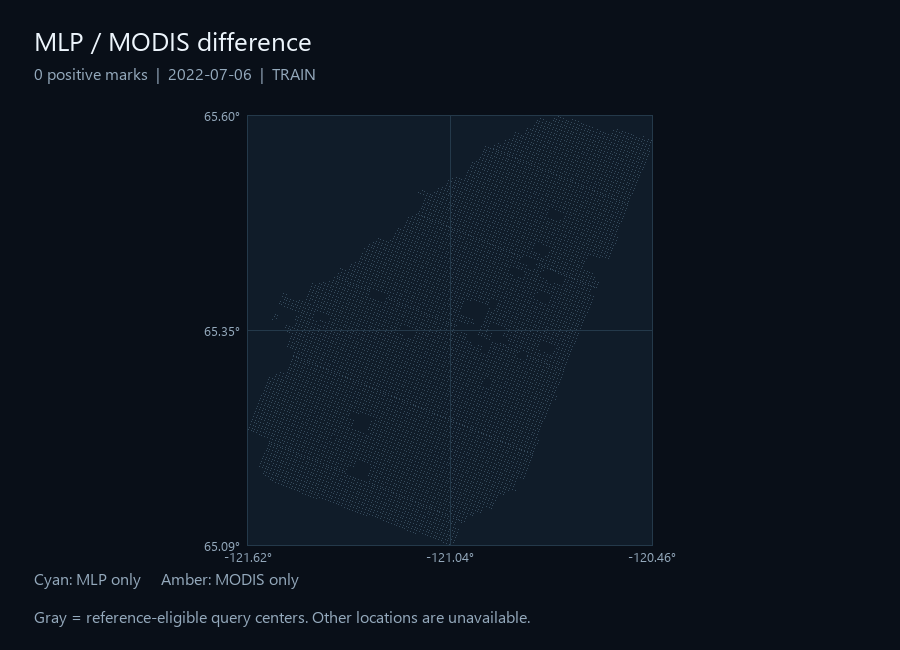 MLP / MODIS difference
0 positive marks | 2022-07-06 | TRAIN
65.60°
65.35°
65.09°
-121.62° -121.04° -120.46°
Cyan: MLP only Amber: MODIS only
Gray = reference-eligible query centers. Other locations are unavailable.